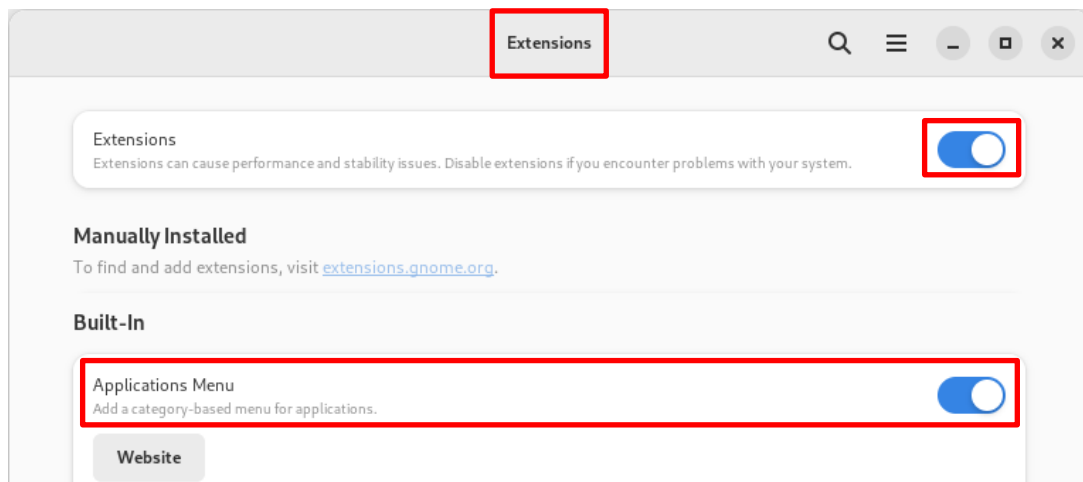 Extensions
Extensions
Extensions can cause performance and stability issues. Disable extensions if you encounter problems with your system.
Manually Installed
To find and add extensions, visit extensions.gnome.org.
Built-In
Applications Menu
Add a category-based menu for applications.
Website